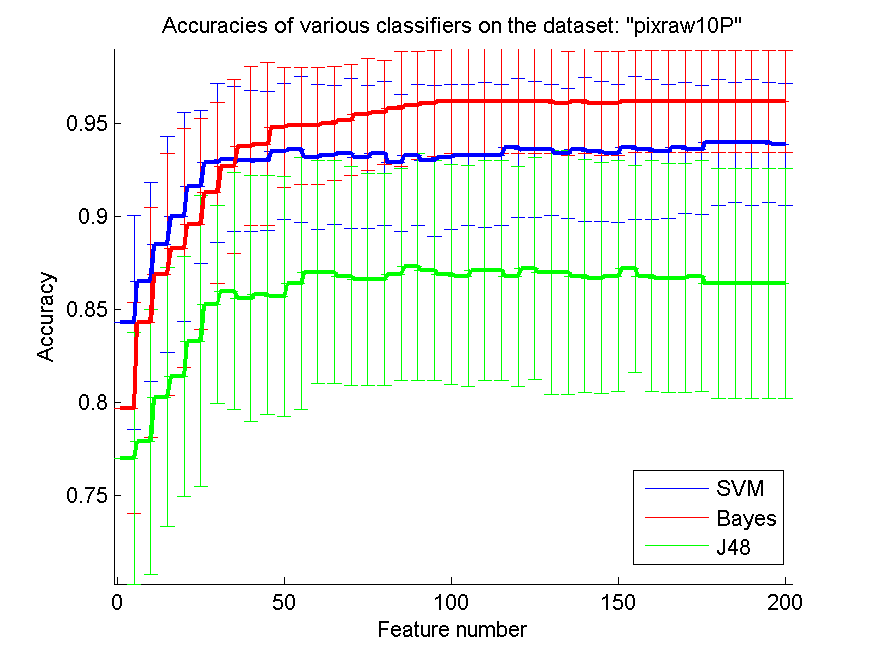 Accuracies of various classifiers on the dataset: "pixraw10P"
0.95
0.9
0.85
0.8
0.75
Accuracy
SVM
Bayes
J48
0 50 100 150 200
Feature number